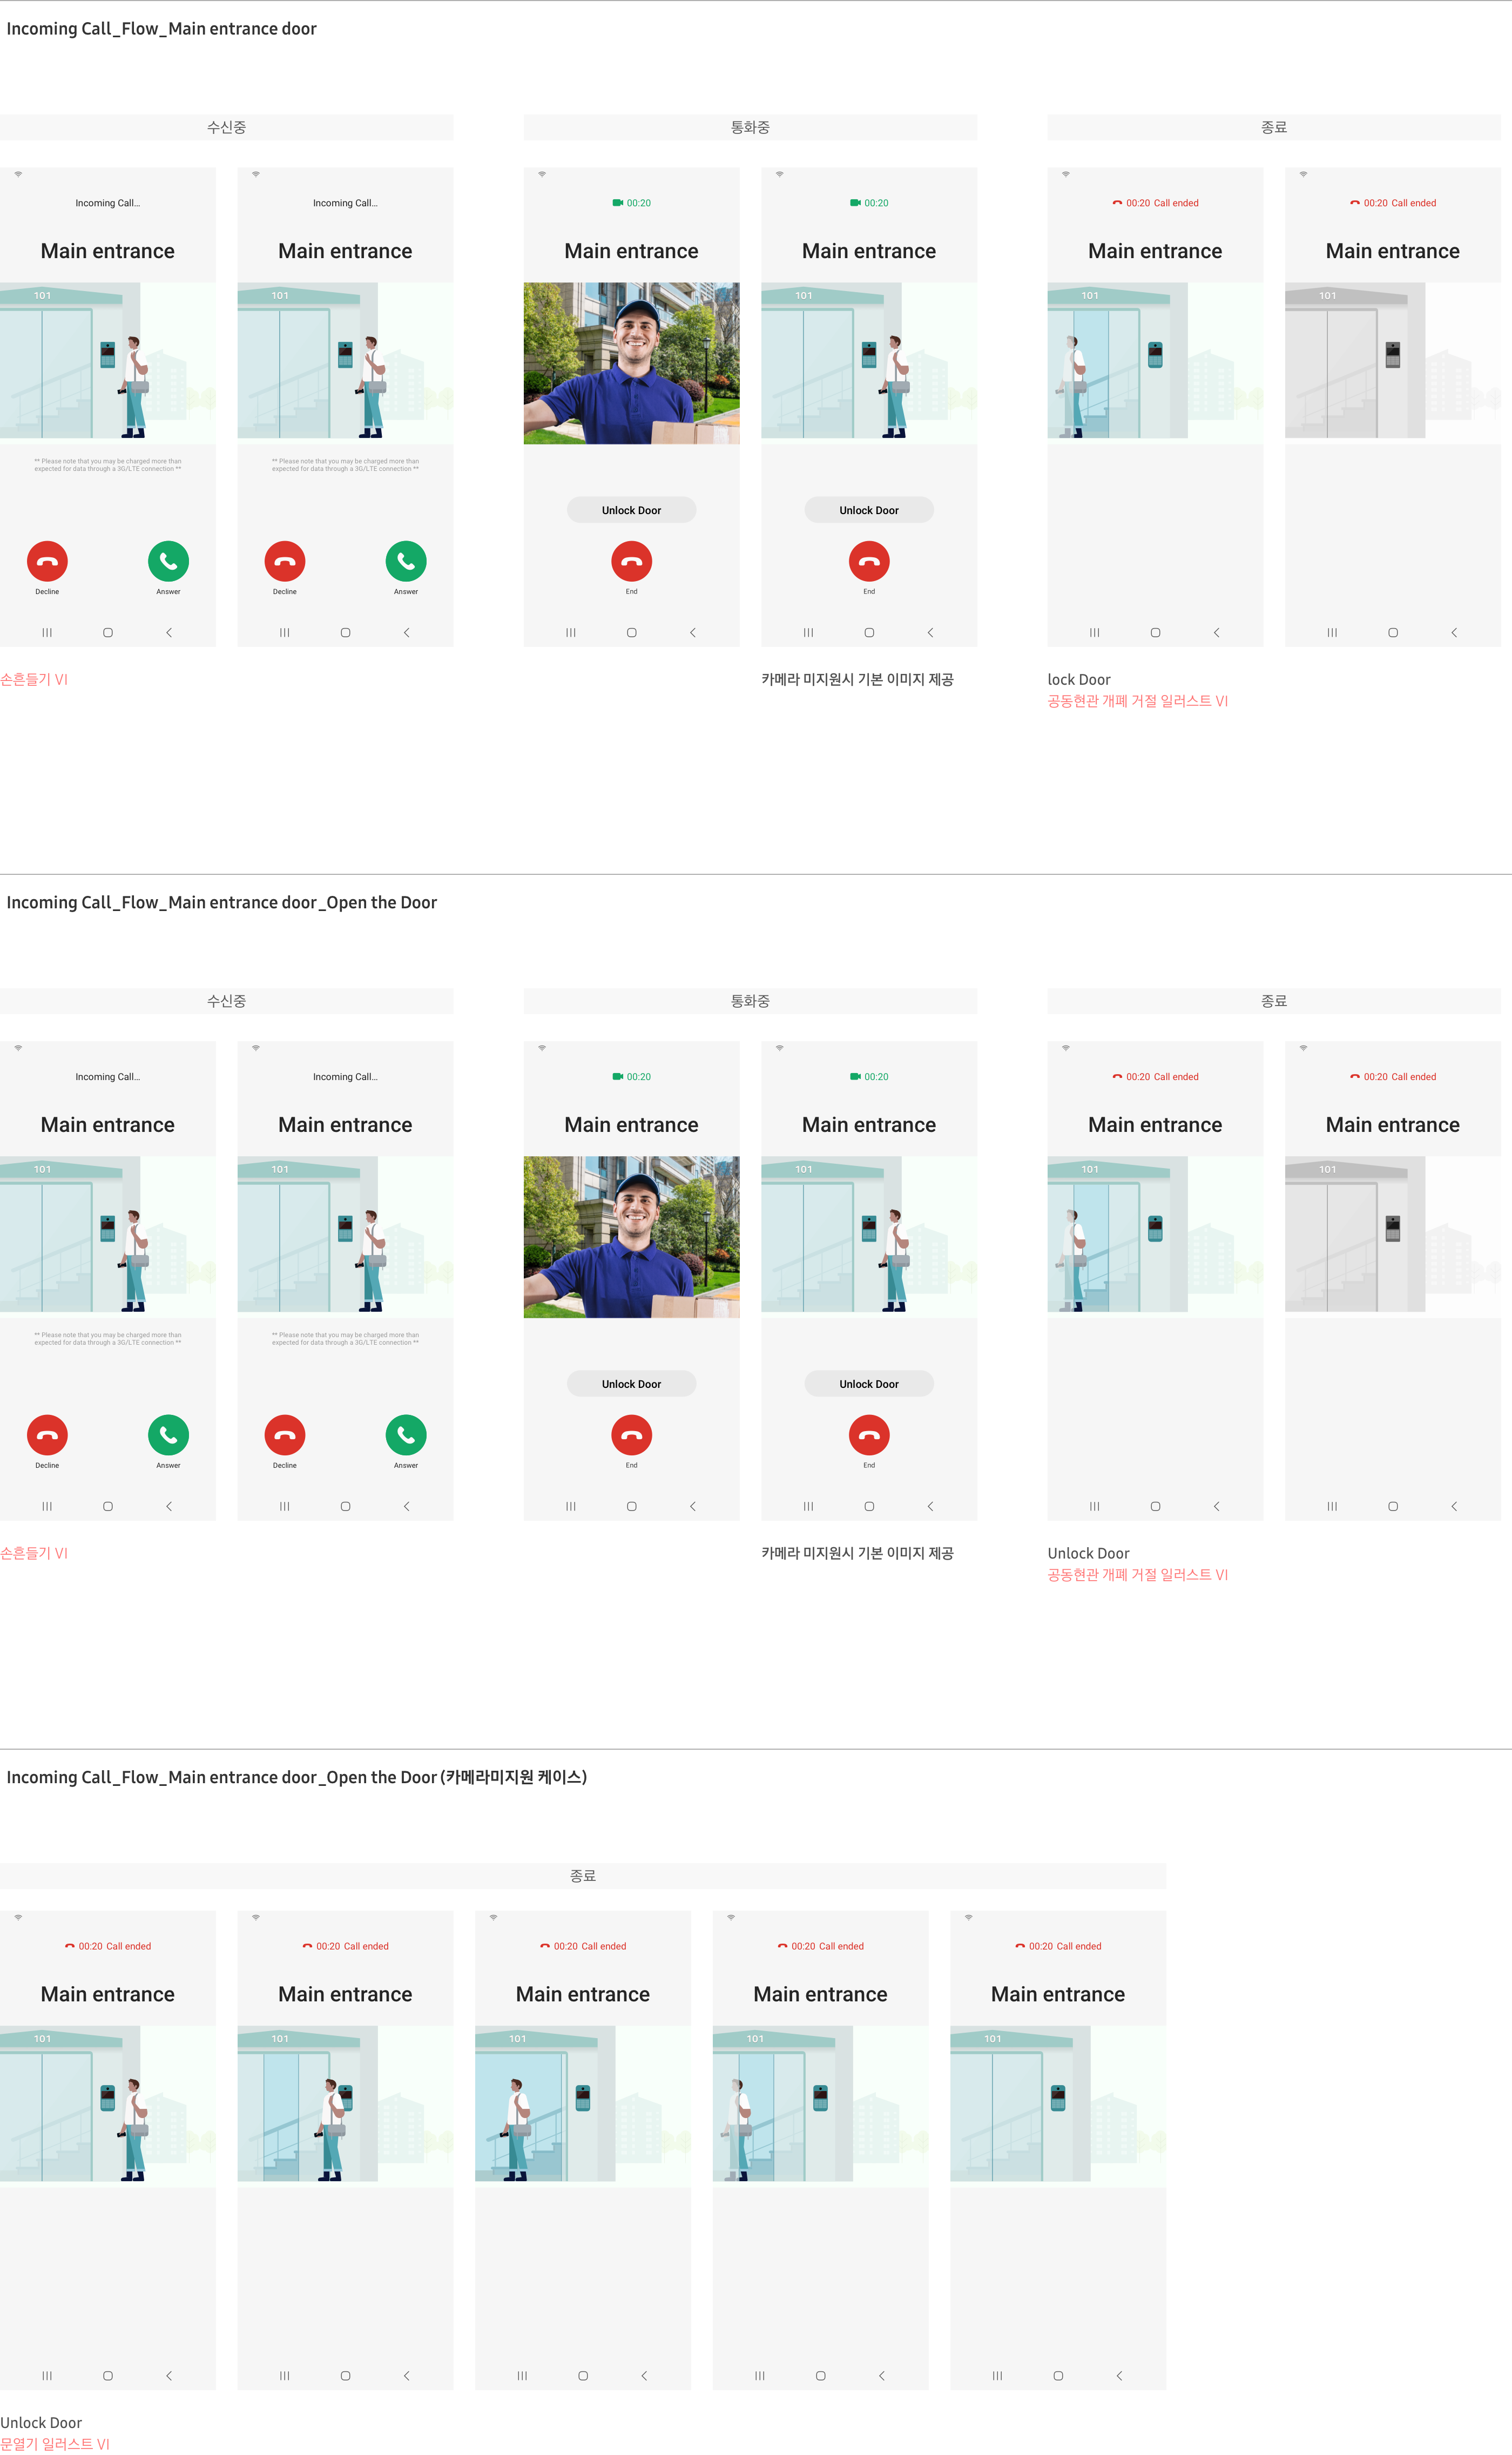 Incoming Call_Flow_Main entrance door
수신중
통화중
종료
Incoming Call...
Incoming Call...
00:20
00:20
00:20 Call ended
00:20 Call ended
Main entrance
Main entrance
Main entrance
Main entrance
Main entrance
Main entrance
101
101
101
101
101
** Please note that you may be charged more than
expected for data through a 3G/LTE connection **
** Please note that you may be charged more than
expected for data through a 3G/LTE connection **
Unlock Door
Unlock Door
Decline
Answer
Decline
Answer
End
End
손흔들기 VI
카메라 미지원시 기본 이미지 제공
lock Door
공동현관 개폐 거절 일러스트 VI
Incoming Call_Flow_Main entrance door_Open the Door
수신중
통화중
종료
Incoming Call...
Incoming Call...
00:20
00:20
00:20 Call ended
00:20 Call ended
Main entrance
Main entrance
Main entrance
Main entrance
Main entrance
Main entrance
101
101
101
101
101
** Please note that you may be charged more than
expected for data through a 3G/LTE connection **
** Please note that you may be charged more than
expected for data through a 3G/LTE connection **
Unlock Door
Unlock Door
Decline
Answer
Decline
Answer
End
End
손흔들기 VI
카메라 미지원시 기본 이미지 제공
Unlock Door
공동현관 개폐 거절 일러스트 VI
Incoming Call_Flow_Main entrance door_Open the Door (카메라미지원 케이스)
종료
00:20 Call ended
00:20 Call ended
00:20 Call ended
00:20 Call ended
00:20 Call ended
Main entrance
Main entrance
Main entrance
Main entrance
Main entrance
101
101
101
101
101
Unlock Door
문열기 일러스트 VI